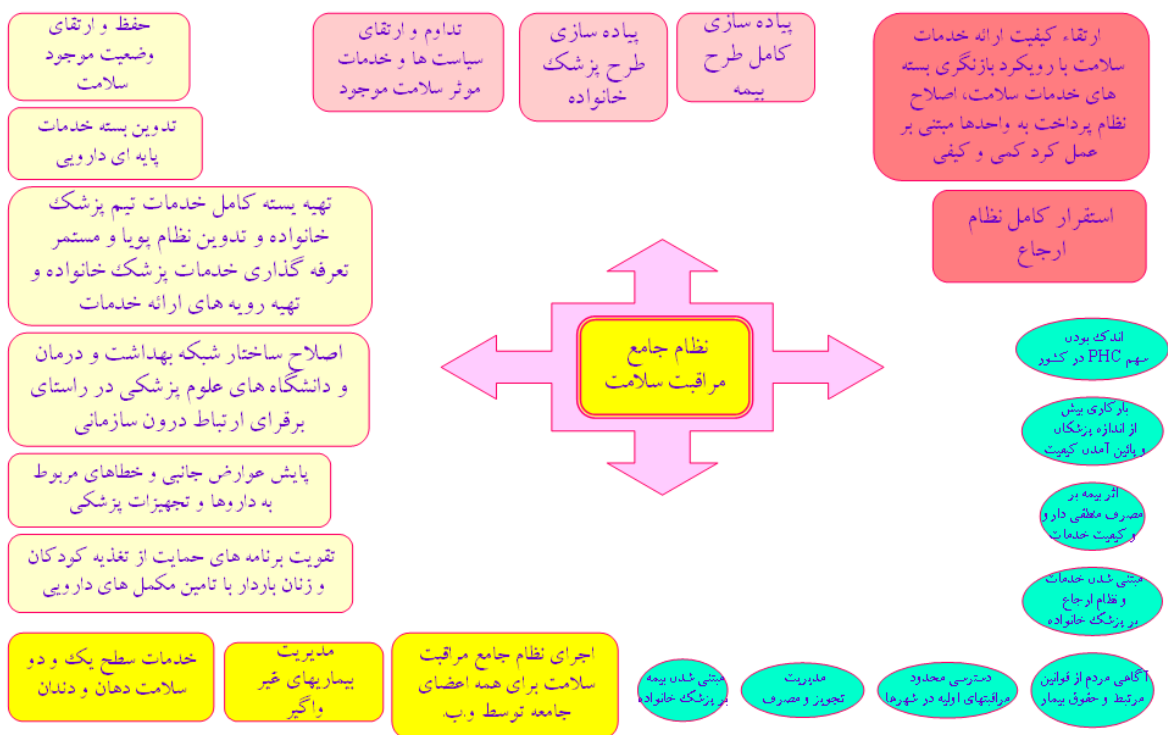 ارتقاء کیفیت ارائه خدمات
سلامت با رویکرد بازنگری بسته
های خدمات سلامت، اصلاح
نظام پرداخت به واحدها مبتنی بر
عمل کرد کمی و کیفی
استقرار کامل نظام
ارجاع
پیاده سازی
کامل طرح
بیمه
پیاده سازی
طرح پزشک
خانواده
تداوم و ارتقای
سیاست ها و خدمات
موثر سلامت موجود
حفظ و ارتقای
وضعیت موجود
سلامت
تدوین بسته خدمات
پایه ای دارویی
تهیه یسته کامل خدمات تیم پزشک
خانواده و تدوین نظام پویا و مستمر
تعرفه گذاری خدمات پزشک خانواده و
تهیه رویه های ارائه خدمات
اصلاح ساختار شبکه بهداشت و درمان
و دانشگاه های علوم پزشکی در راستای
برقرای ارتباط درون سازمانی
پایش عوارض جانبی و خطاهای مربوط
به داروها و تجهیزات پزشکی
تقویت برنامه های حمایت از تغذیه کودکان
و زنان باردار با تامین مکمل های دارویی
نظام جامع
مراقبت سلامت
اندک بودن
سهم PHC در کشور
بارکاری بیش
از اندازه پزشکان
و پائین آمدن کیفیت
اثر بیمه بر
مصرف منطقی دارو
و کیفیت خدمات
مبتنی شدن خدمات
و نظام ارجاع
بر پزشک خانواده
آگاهی مردم از قوانین
مرتبط و حقوق بیمار
دسترسی محدود
مراقبتهای اولیه در شهرها
مدیریت
تجویز و مصرف
مبتنی شدن بیمه
بر پزشک خانواده
اجرای نظام جامع مراقبت
سلامت برای همه اعضای
جامعه توسط و.ب.
مدیریت
بیماریهای غیر
واگیر
خدمات سطح یک و دو
سلامت دهان و دندان